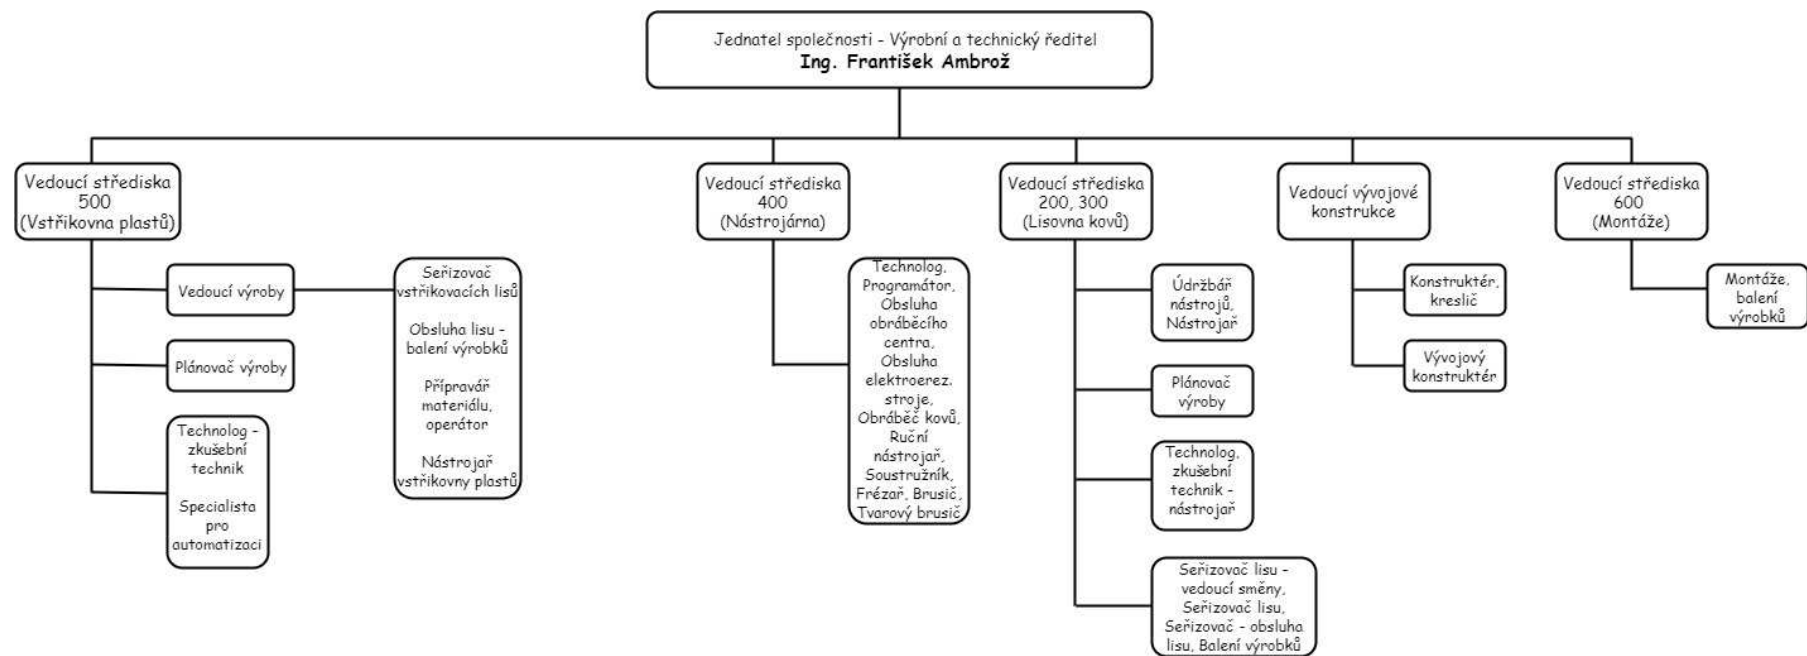 Jednatel společnosti - Výrobní a technický ředitel
Ing. František Ambrož
Vedoucí střediska
500
(Vstřikovna plastů)
Vedoucí výroby
Plánovač výroby
Technolog -
zkušební
technik
Specialista
pro
automatizaci
Seřizovač
vstřikovacích lisů
Obsluha lisu -
balení výrobků
Přípravář
materiálu,
operátor
Nástrojař
vstřikovny plastů
Vedoucí střediska
400
(Nástrojárna)
Technolog,
Programátor,
Obsluha
obráběcího
centra,
Obsluha
elektroerez.
stroje,
Obráběč kovů,
Ruční
nástrojař,
Soustružník,
Frézař, Brusič,
Tvarový brusič
Vedoucí střediska
200, 300
(Lisovna kovů)
Údržbář
nástrojů,
Nástrojař
Plánovač
výroby
Technolog,
zkušební
technik -
nástrojař
Seřizovač lisu -
vedoucí směny,
Seřizovač lisu,
Seřizovač - obsluha
lisu, Balení výrobků
Vedoucí vývojové
konstrukce
Konstruktér,
kreslič
Vývojový
konstruktér
Vedoucí střediska
600
(Montáže)
Montáže,
balení
výrobků